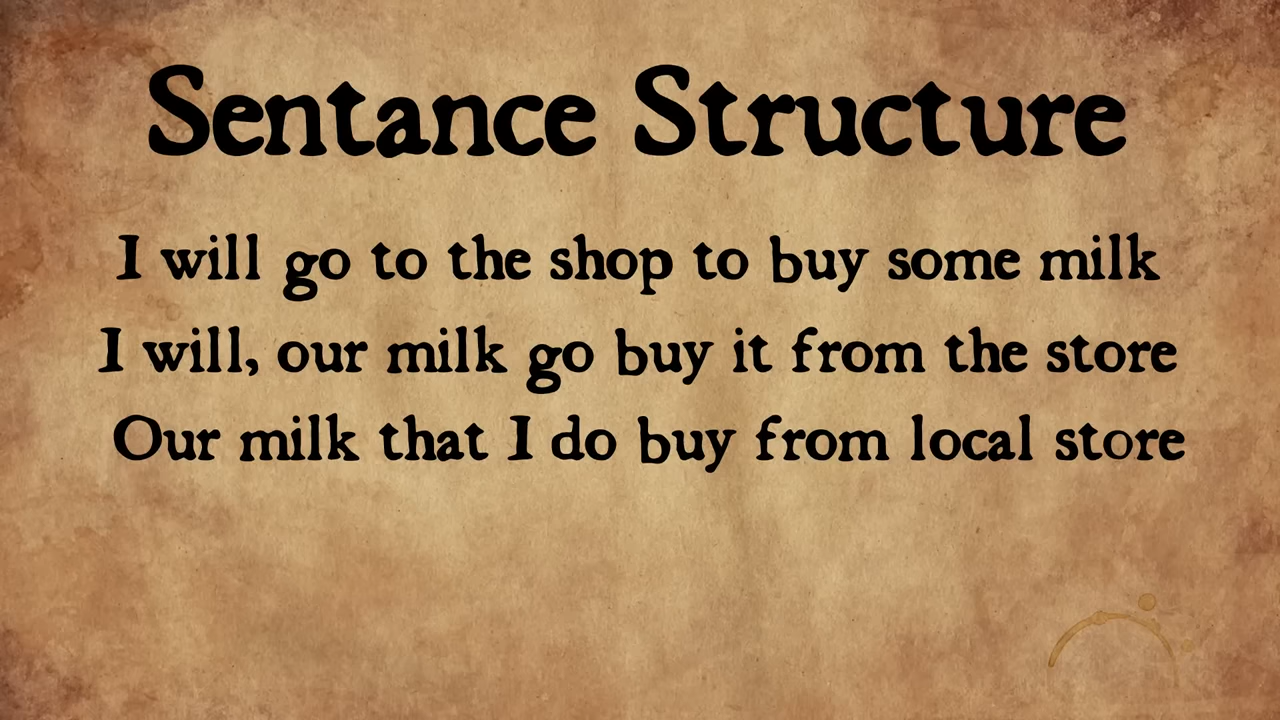 Sentance Structure
I will go to the shop to buy some milk
I will, our milk go buy it from the store
Our milk that I do buy from local store